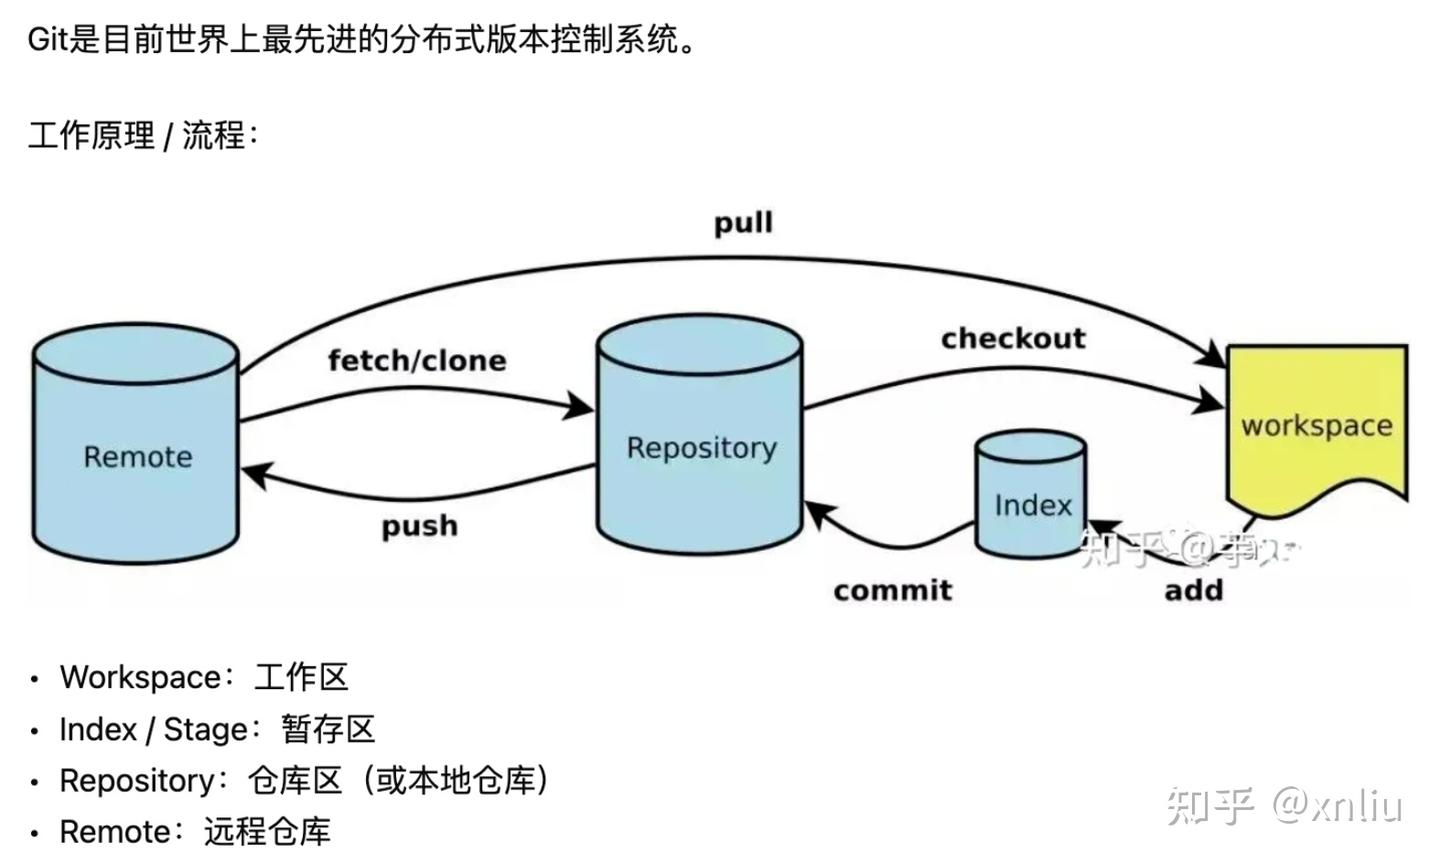 Git是目前世界上最先进的分布式版本控制系统。
工作原理 / 流程：
pull
fetch/clone
checkout
Remote
Repository
workspace
Index
push
commit
add
知乎 @
• Workspace：工作区
• Index / Stage：暂存区
• Repository：仓库区（或本地仓库）
• Remote：远程仓库
知乎 @xnliu